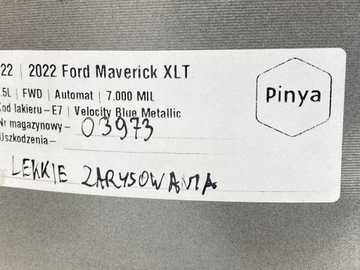 22 | 2022 Ford Maverick XLT
.5L | FWD | Automat | 7.000 MIL
Kod lakieru – E7 | Velocity Blue Metallic
Nr magazynowy – 03973
Uszkodzenia –
LEKKIE ZARYSOWANIA
Pinya